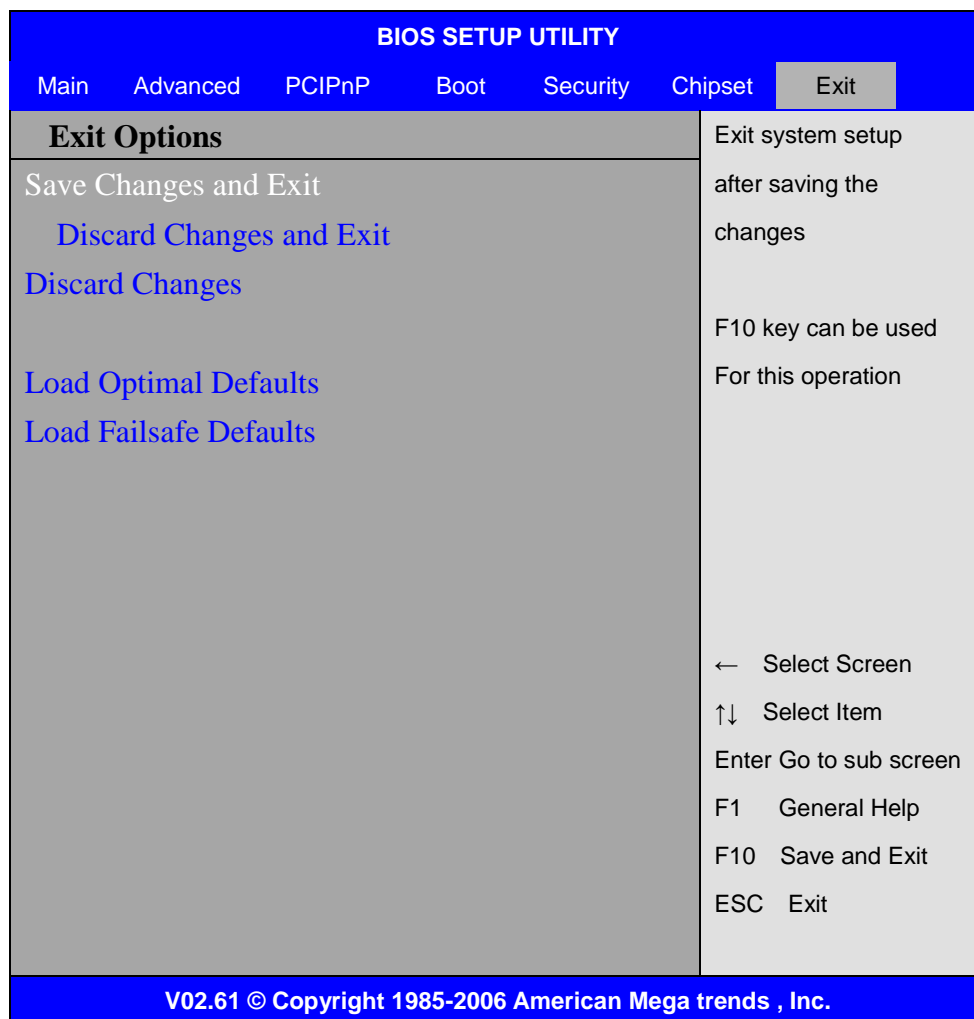 BIOS SETUP UTILITY
Main Advanced PCIPnP Boot Security Chipset Exit
Exit Options
Save Changes and Exit
Discard Changes and Exit
Discard Changes
Load Optimal Defaults
Load Failsafe Defaults
Exit system setup
after saving the
changes
F10 key can be used
For this operation
← Select Screen
↑↓ Select Item
Enter Go to sub screen
F1 General Help
F10 Save and Exit
ESC Exit
V02.61 © Copyright 1985-2006 American Mega trends , Inc.